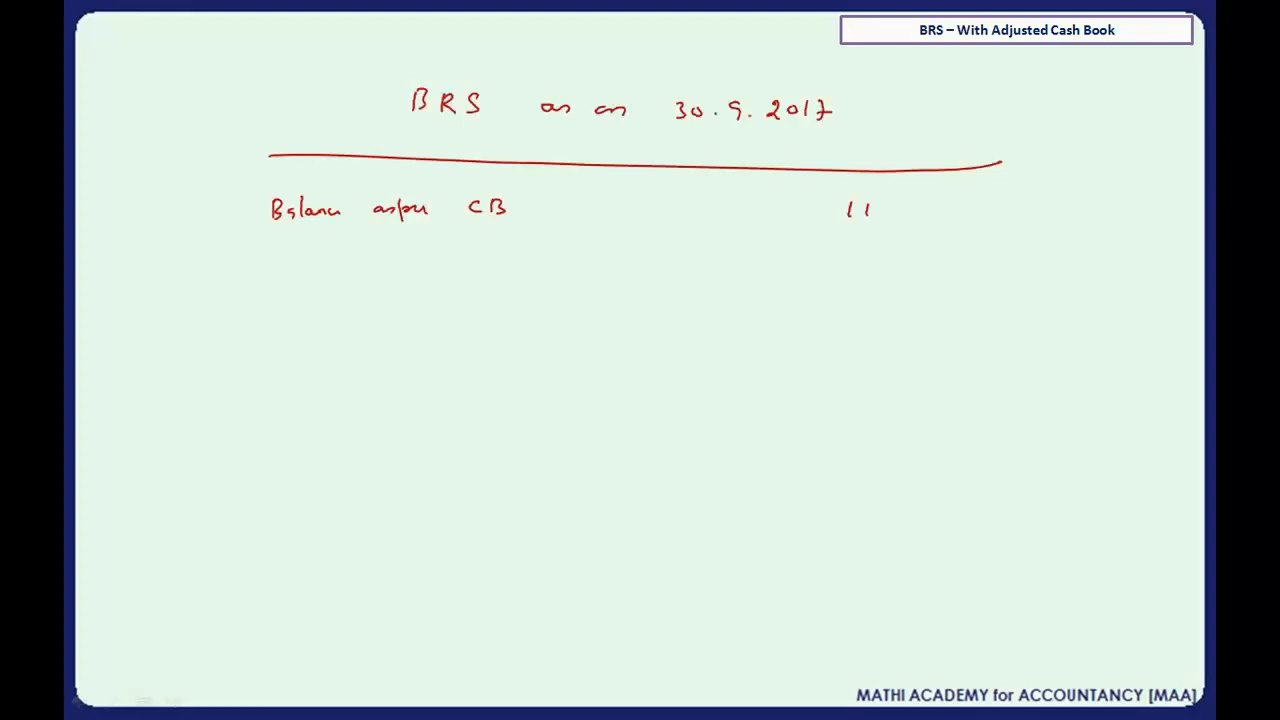 BRS – With Adjusted Cash Book
BRS as on 30.9.2017
Balance as per CB 11
MATHI ACADEMY for ACCOUNTANCY [MAA]